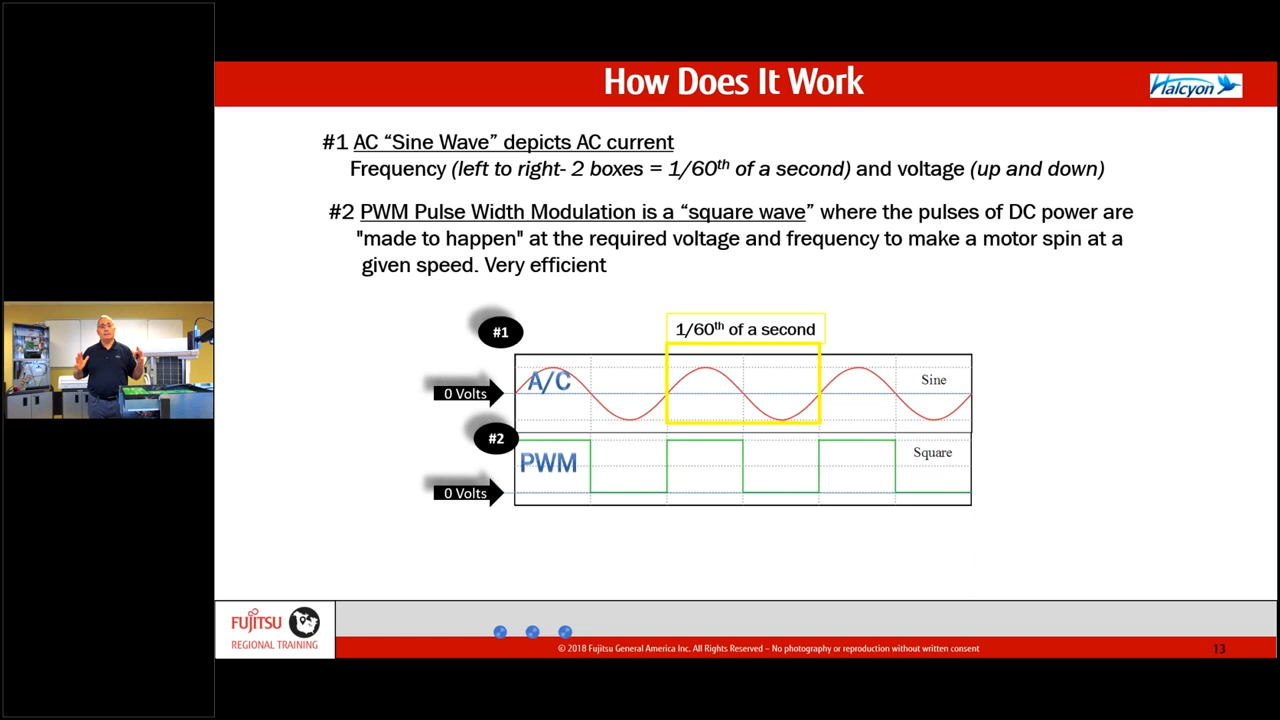 How Does It Work
Halcyon
#1 AC “Sine Wave” depicts AC current
Frequency (left to right- 2 boxes = 1/60th of a second) and voltage (up and down)
#2 PWM Pulse Width Modulation is a “square wave” where the pulses of DC power are
"made to happen" at the required voltage and frequency to make a motor spin at a
given speed. Very efficient
#1
1/60th of a second
A/C
Sine
0 Volts
#2
PWM
Square
0 Volts
FUJITSU
REGIONAL TRAINING
© 2018 Fujitsu General America Inc. All Rights Reserved – No photography or reproduction without written consent
13